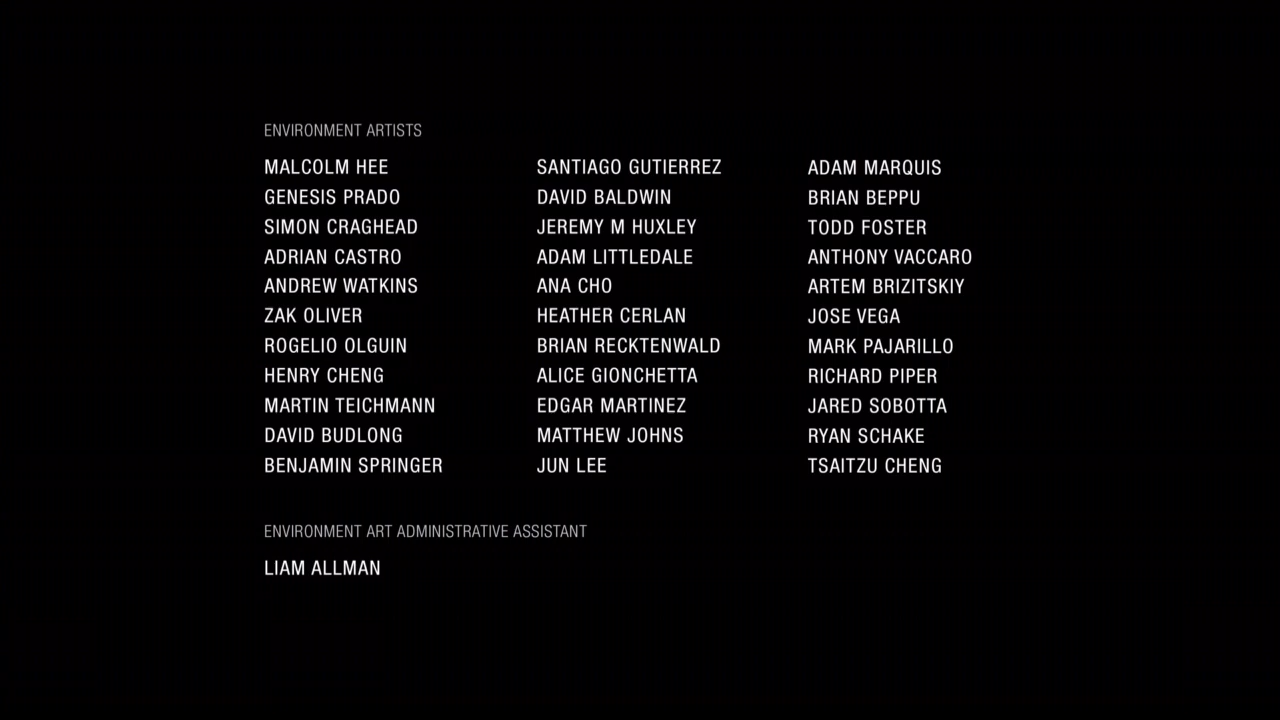 ENVIRONMENT ARTISTS
MALCOLM HEE SANTIAGO GUTIERREZ ADAM MARQUIS
GENESIS PRADO DAVID BALDWIN BRIAN BEPPU
SIMON CRAGHEAD JEREMY M HUXLEY TODD FOSTER
ADRIAN CASTRO ADAM LITTLEDALE ANTHONY VACCARO
ANDREW WATKINS ANA CHO ARTEM BRIZITSKIY
ZAK OLIVER HEATHER CERLAN JOSE VEGA
ROGELIO OLGUIN BRIAN RECKTENWALD MARK PAJARILLO
HENRY CHENG ALICE GIONCHETTA RICHARD PIPER
MARTIN TEICHMANN EDGAR MARTINEZ JARED SOBOTTA
DAVID BUDLONG MATTHEW JOHNS RYAN SCHAKE
BENJAMIN SPRINGER JUN LEE TSAITZU CHENG
ENVIRONMENT ART ADMINISTRATIVE ASSISTANT
LIAM ALLMAN